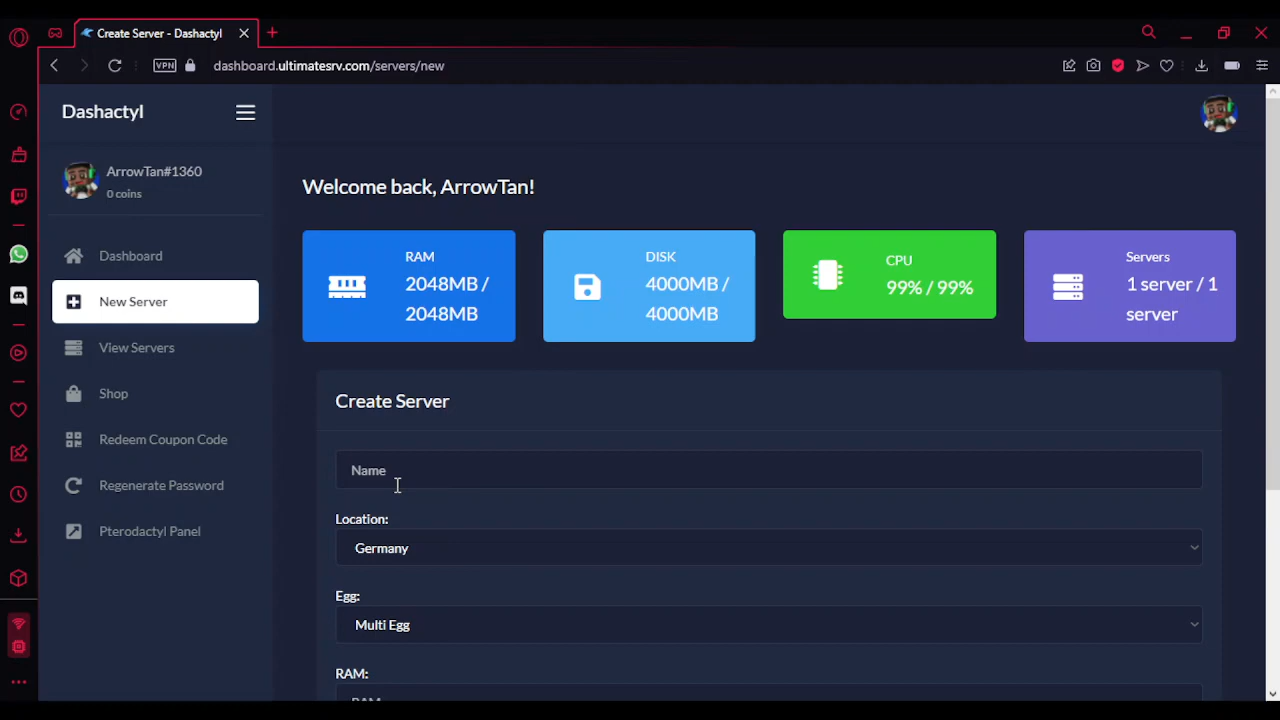 Create Server - Dashactyl
VPN
dashboard.ultimatesrv.com/servers/new
Dashactyl
ArrowTan#1360
0 coins
Dashboard
New Server
View Servers
Shop
Redeem Coupon Code
Regenerate Password
Pterodactyl Panel
Welcome back, ArrowTan!
RAM
2048MB /
2048MB
DISK
4000MB /
4000MB
CPU
99% / 99%
Servers
1 server / 1
server
Create Server
Name
Location:
Germany
Egg:
Multi Egg
RAM:
RAM